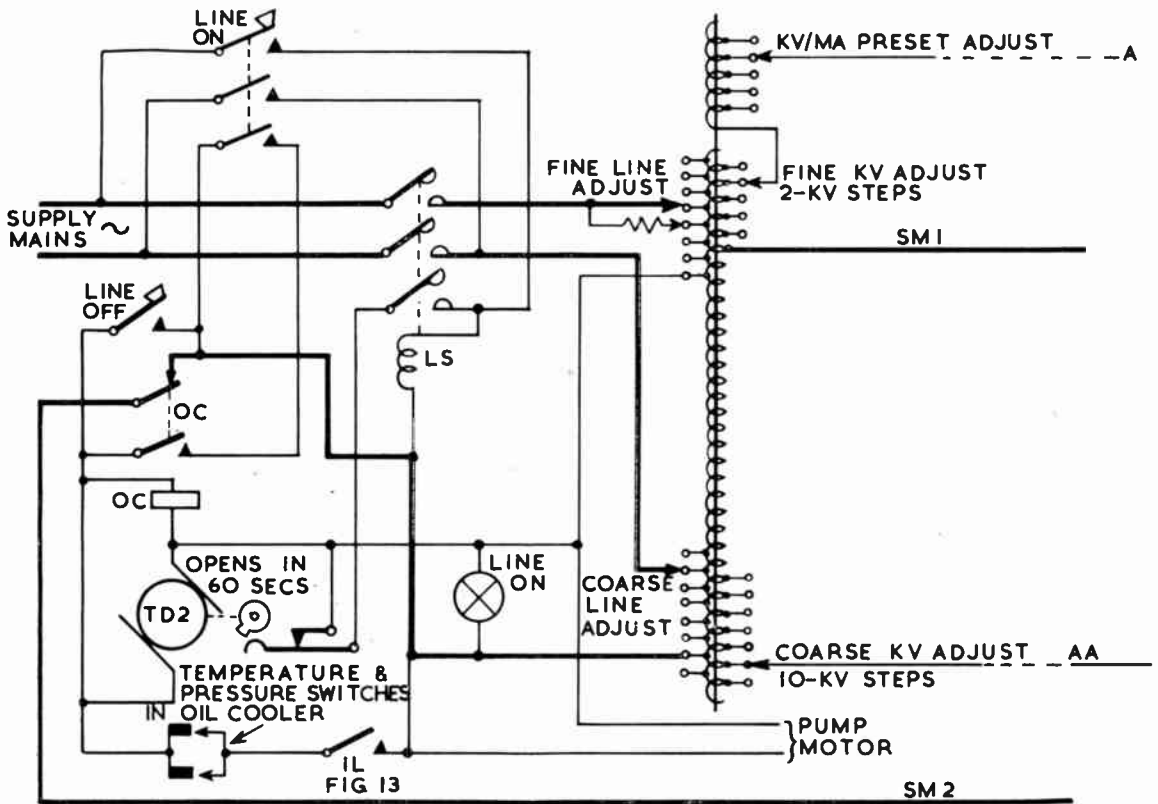 LINE
ON
KV/MA PRESET ADJUST
A
FINE LINE
ADJUST
FINE KV ADJUST
2-KV STEPS
SUPPLY
MAINS
SM1
LINE
OFF
LS
OC
OC
OPENS IN
60 SECS
LINE
ON
TD2
COARSE
LINE
ADJUST
TEMPERATURE &
PRESSURE SWITCHES
OIL COOLER
IN
COARSE KV ADJUST
AA
10-KV STEPS
PUMP
MOTOR
IL
FIG 13
SM2